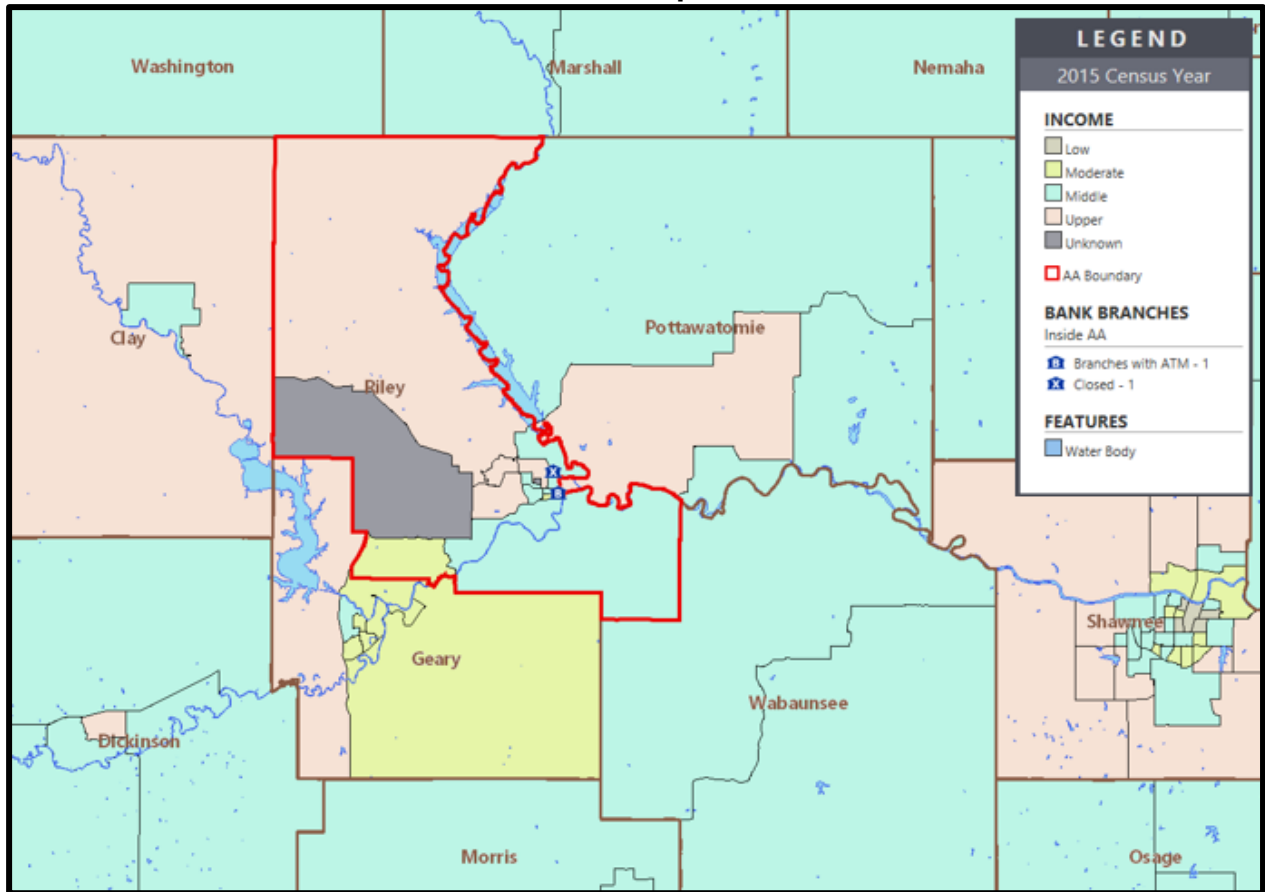 Washington
Marshall
Nemaha
LEGEND
2015 Census Year
INCOME
Low
Moderate
Middle
Upper
Unknown
AA Boundary
BANK BRANCHES
Inside AA
B Branches with ATM - 1
X Closed - 1
FEATURES
Water Body
Clay
Riley
Pottawatomie
X
B
Shawnee
Geary
Wabaunsee
Dickinson
Morris
Osage